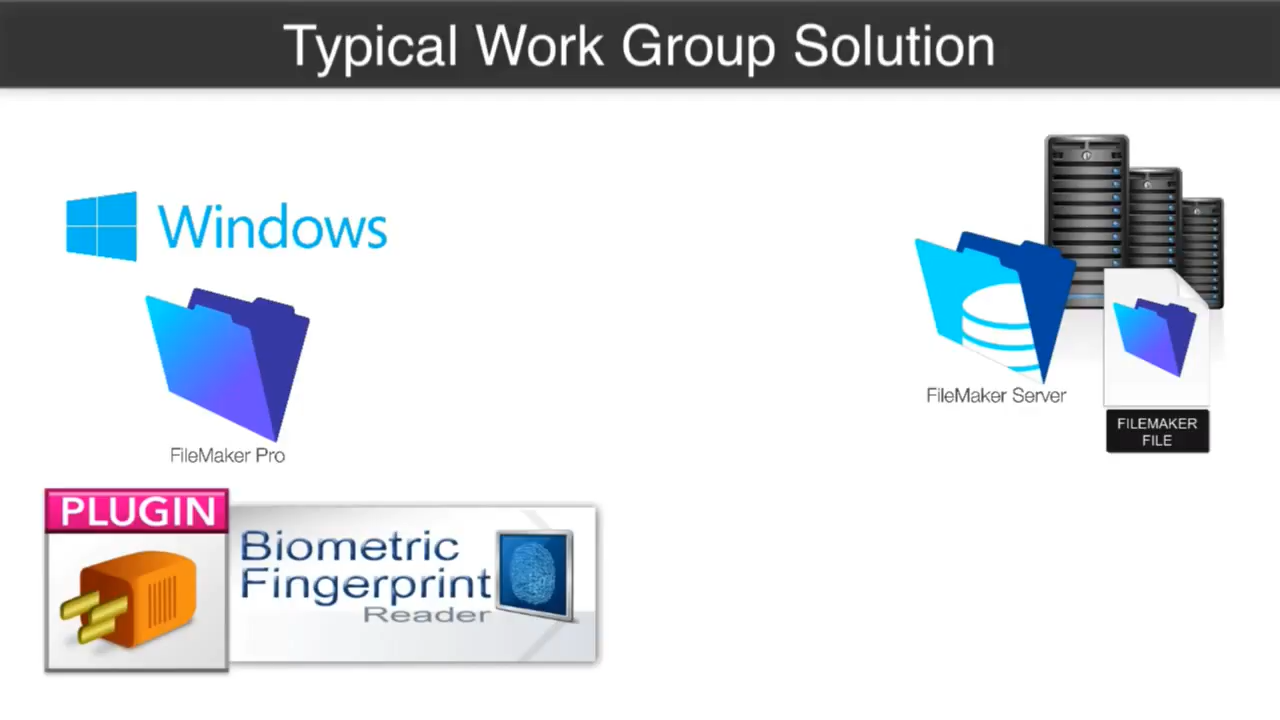 Typical Work Group Solution
Windows
FileMaker Pro
FileMaker Server
FILEMAKER
FILE
PLUGIN
Biometric
Fingerprint
Reader